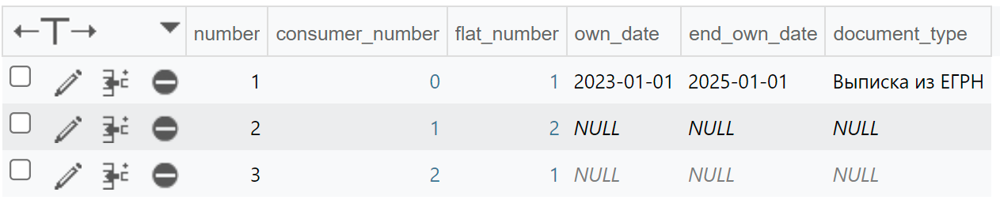 number consumer_number flat_number own_date end_own_date document_type
1 0 1 2023-01-01 2025-01-01 Выписка из ЕГРН
2 1 2 NULL NULL NULL
3 2 1 NULL NULL NULL